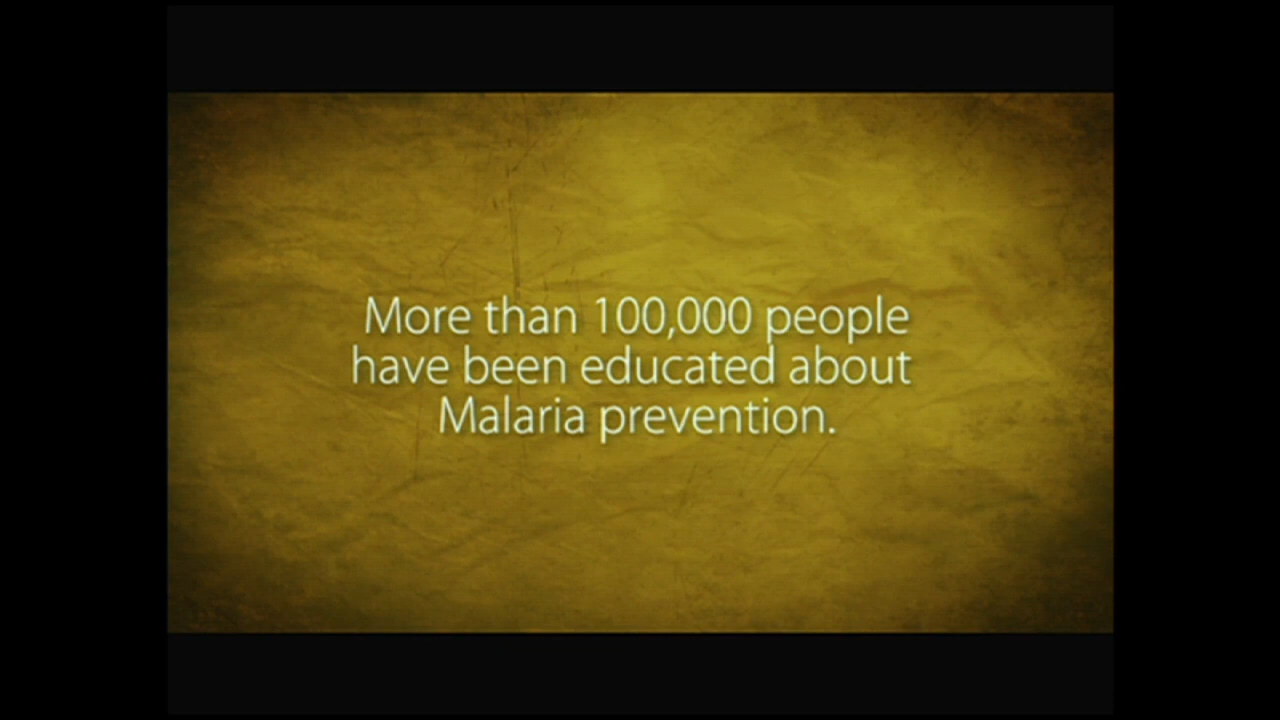 More than 100,000 people
have been educated about
Malaria prevention.